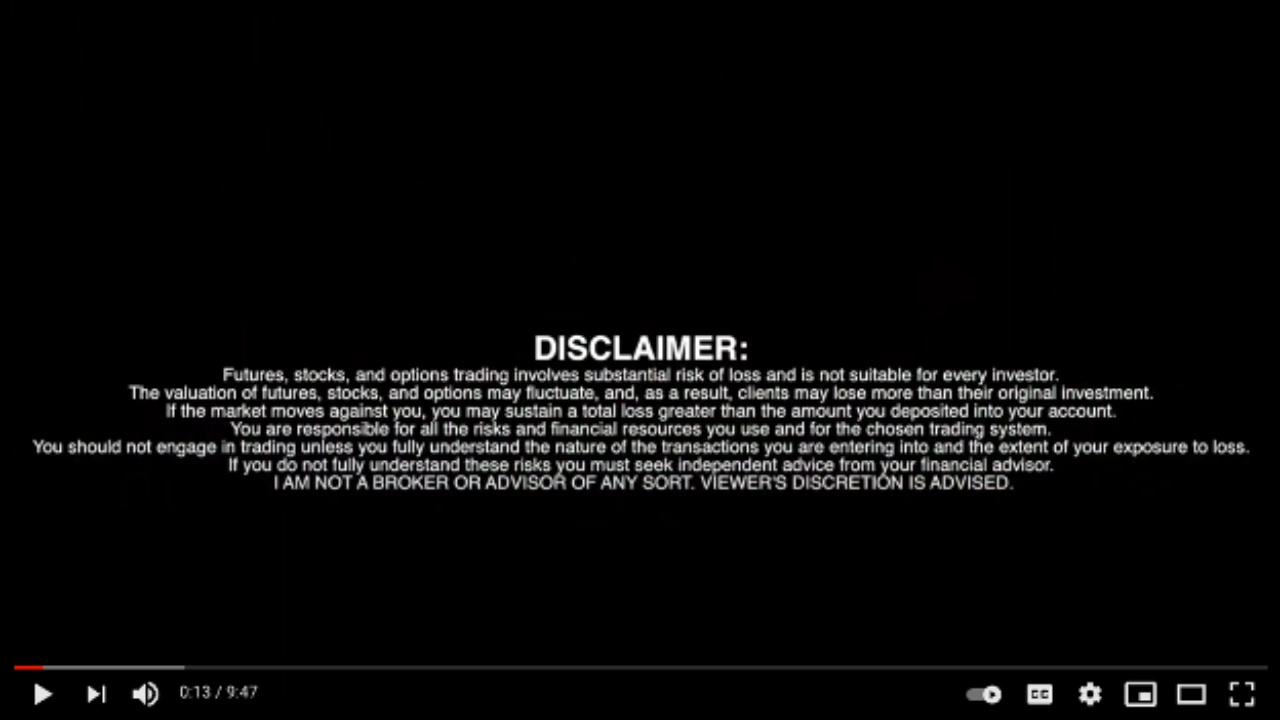 DISCLAIMER:
Futures, stocks, and options trading involves substantial risk of loss and is not suitable for every investor.
The valuation of futures, stocks, and options may fluctuate, and, as a result, clients may lose more than their original investment.
If the market moves against you, you may sustain a total loss greater than the amount you deposited into your account.
You are responsible for all the risks and financial resources you use and for the chosen trading system.
You should not engage in trading unless you fully understand the nature of the transactions you are entering into and the extent of your exposure to loss.
If you do not fully understand these risks you must seek independent advice from your financial advisor.
I AM NOT A BROKER OR ADVISOR OF ANY SORT. VIEWER'S DISCRETION IS ADVISED.
0:13 / 9:47 CC